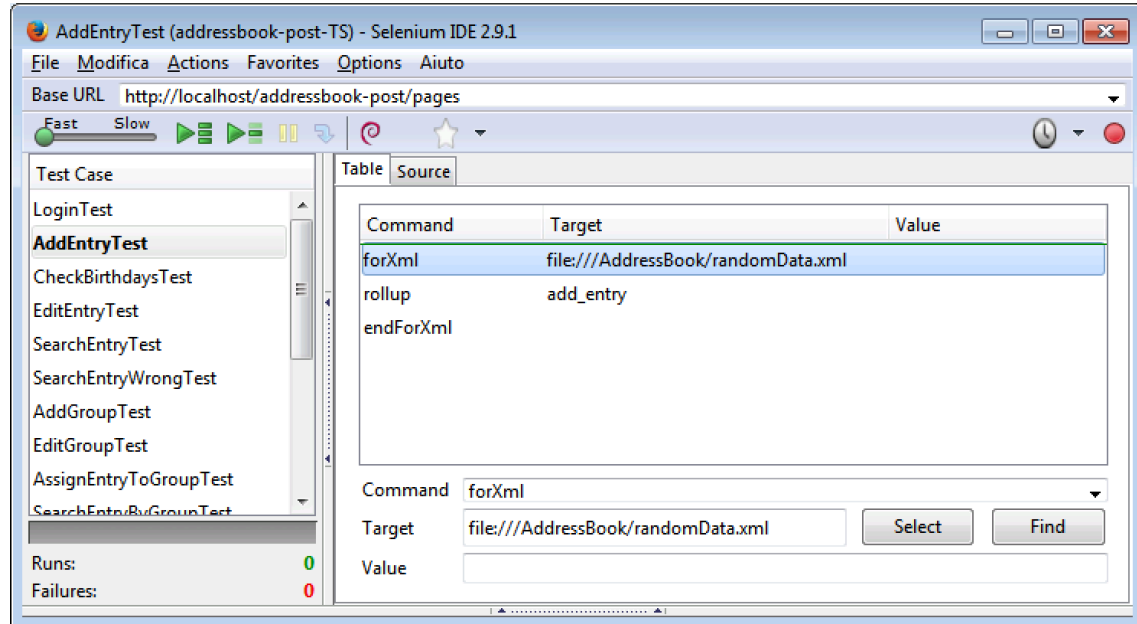 AddEntryTest (addressbook-post-TS) - Selenium IDE 2.9.1
File Modifica Actions Favorites Options Aiuto
Base URL http://localhost/addressbook-post/pages
Fast Slow
Test Case
LoginTest
AddEntryTest
CheckBirthdaysTest
EditEntryTest
SearchEntryTest
SearchEntryWrongTest
AddGroupTest
EditGroupTest
AssignEntryToGroupTest
SearchEntryByGroupTest
Runs: 0
Failures: 0
Table Source
Command Target Value
forXml file:///AddressBook/randomData.xml
rollup add_entry
endForXml
Command forXml
Target file:///AddressBook/randomData.xml Select Find
Value